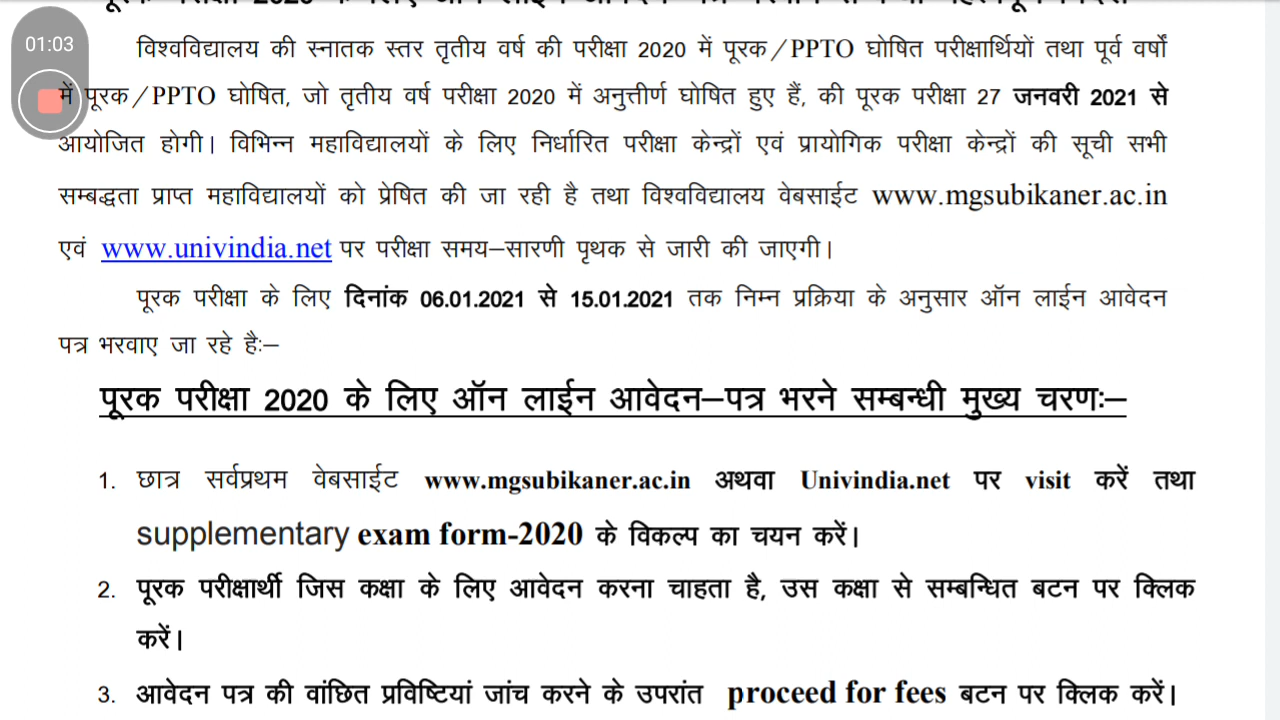 पूरक परीक्षा 2020 के लिए ऑन लाईन आवेदन
01:03
विश्वविद्यालय की स्नातक स्तर तृतीय वर्ष की परीक्षा 2020 में पूरक/PPTO घोषित परीक्षार्थियों तथा पूर्व वर्षों
में पूरक/PPTO घोषित, जो तृतीय वर्ष परीक्षा 2020 में अनुत्तीर्ण घोषित हुए हैं, की पूरक परीक्षा 27 जनवरी 2021 से
आयोजित होगी। विभिन्न महाविद्यालयों के लिए निर्धारित परीक्षा केन्द्रों एवं प्रायोगिक परीक्षा केन्द्रों की सूची सभी
सम्बद्धता प्राप्त महाविद्यालयों को प्रेषित की जा रही है तथा विश्वविद्यालय वेबसाईट www.mgsubikaner.ac.in
एवं www.univindia.net पर परीक्षा समय–सारणी पृथक से जारी की जाएगी।
पूरक परीक्षा के लिए दिनांक 06.01.2021 से 15.01.2021 तक निम्न प्रक्रिया के अनुसार ऑन लाईन आवेदन
पत्र भरवाए जा रहे हैः–
पूरक परीक्षा 2020 के लिए ऑन लाईन आवेदन–पत्र भरने सम्बन्धी मुख्य चरणः–
1. छात्र सर्वप्रथम वेबसाईट www.mgsubikaner.ac.in अथवा Univindia.net पर visit करें तथा
supplementary exam form-2020 के विकल्प का चयन करें।
2. पूरक परीक्षार्थी जिस कक्षा के लिए आवेदन करना चाहता है, उस कक्षा से सम्बन्धित बटन पर क्लिक
करें।
3. आवेदन पत्र की वांछित प्रविष्टियां जांच करने के उपरांत proceed for fees बटन पर क्लिक करें।